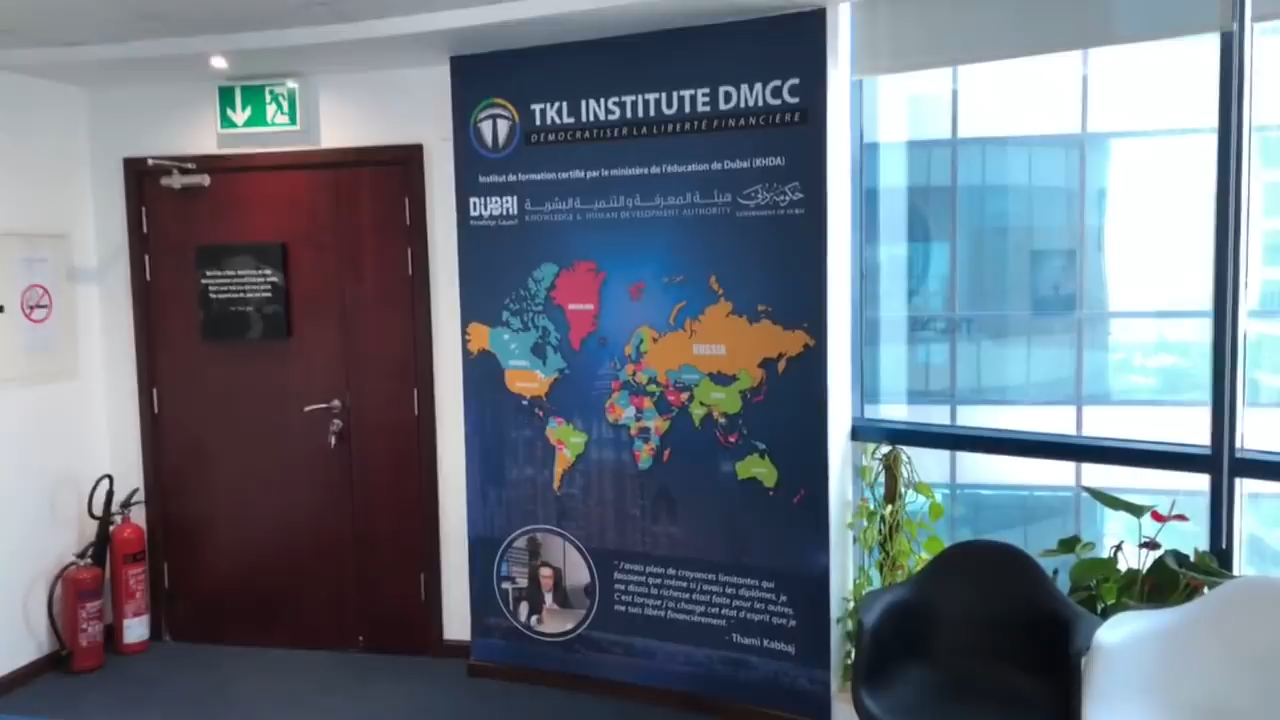 TKL INSTITUTE DMCC
DÉMOCRATISER LA LIBERTÉ FINANCIÈRE
Institut de formation certifié par le ministère de l'éducation de Dubai (KHDA)
DUBAI
هيئة المعرفة والتنمية البشرية
حكومة دبي
Knowledge المعرفة
KNOWLEDGE & HUMAN DEVELOPMENT AUTHORITY
GOVERNMENT OF DUBAI
RUSSIA
" J'avais plein de croyances limitantes qui
faisaient que même si j'avais les diplômes, je
me disais la richesse était faite pour les autres.
C'est lorsque j'ai changé cet état d'esprit que je
me suis libéré financièrement. "
- Thami Kabbaj